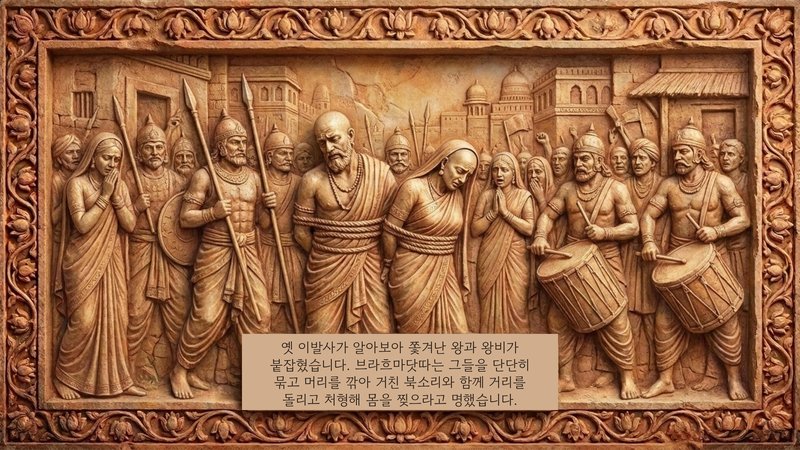 옛 이발사가 알아보아 쫓겨난 왕과 왕비가
붙잡혔습니다. 브라흐마닷따는 그들을 단단히
묶고 머리를 깎아 거친 북소리와 함께 거리를
돌리고 처형해 몸을 찢으라고 명했습니다.